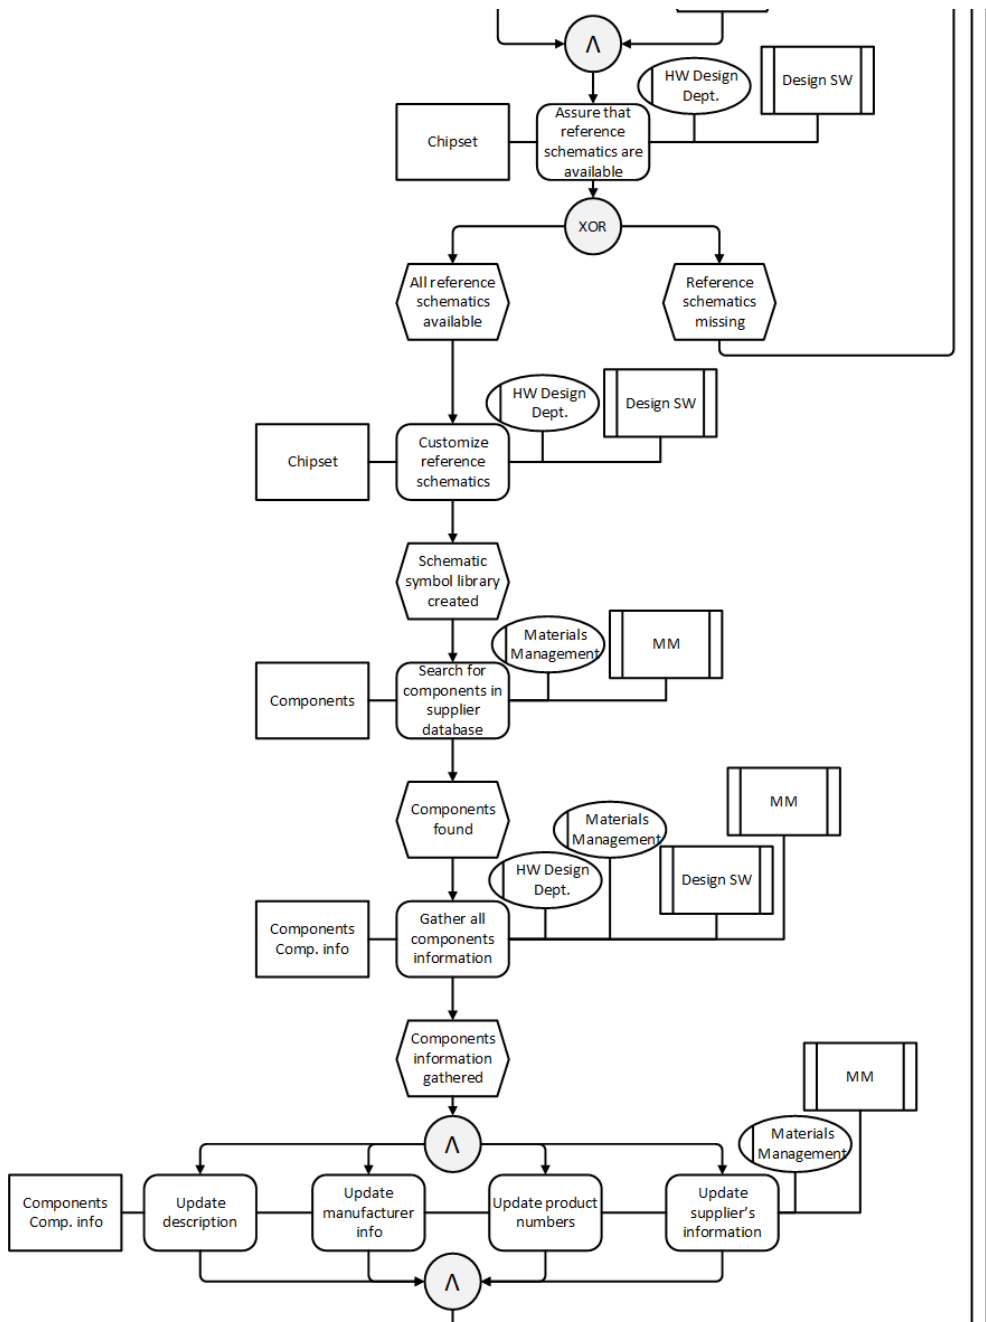 Λ
HW Design
Dept.
Design SW
Chipset
Assure that
reference
schematics are
available
XOR
All reference
schematics
available
Reference
schematics
missing
HW Design
Dept.
Design SW
Chipset
Customize
reference
schematics
Schematic
symbol library
created
Materials
Management
MM
Components
Search for
components in
supplier
database
Components
found
MM
Materials
Management
HW Design
Dept.
Design SW
Components
Comp. info
Gather all
components
information
Components
information
gathered
MM
Λ
Materials
Management
Components
Comp. info
Update
description
Update
manufacturer
info
Update product
numbers
Update
supplier's
information
Λ